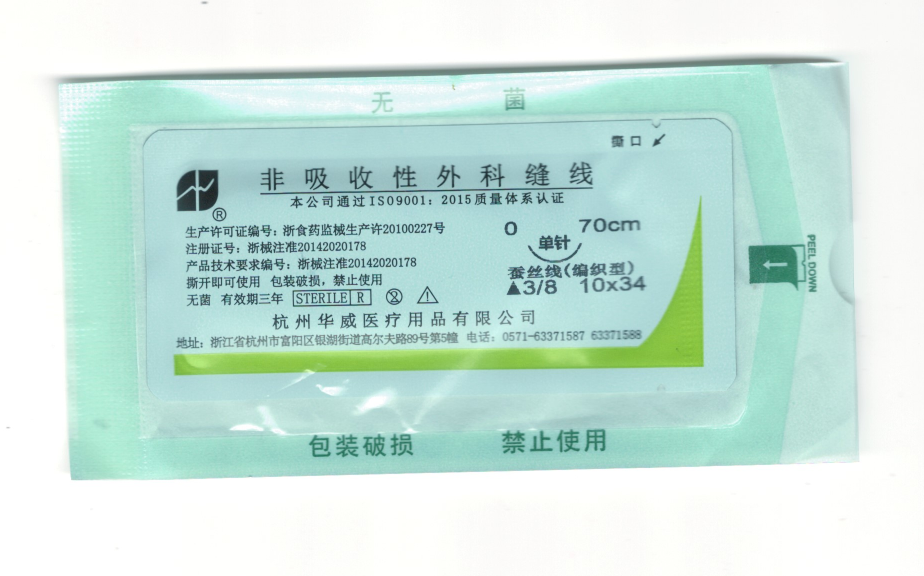 无 菌
撕口
非吸收性外科缝线
本公司通过ISO9001：2015质量体系认证
®
生产许可证编号：浙食药监械生产许20100227号
注册证号：浙械注准20142020178
产品技术要求编号：浙械注准20142020178
撕开即可使用 包装破损，禁止使用
无菌 有效期三年 STERILE R
0 70cm
单针
蚕丝线(编织型)
▲3/8 10x34
杭州华威医疗用品有限公司
地址：浙江省杭州市富阳区银湖街道高尔夫路89号第5幢 电话：0571-63371587 63371588
PEEL DOWN
包装破损 禁止使用